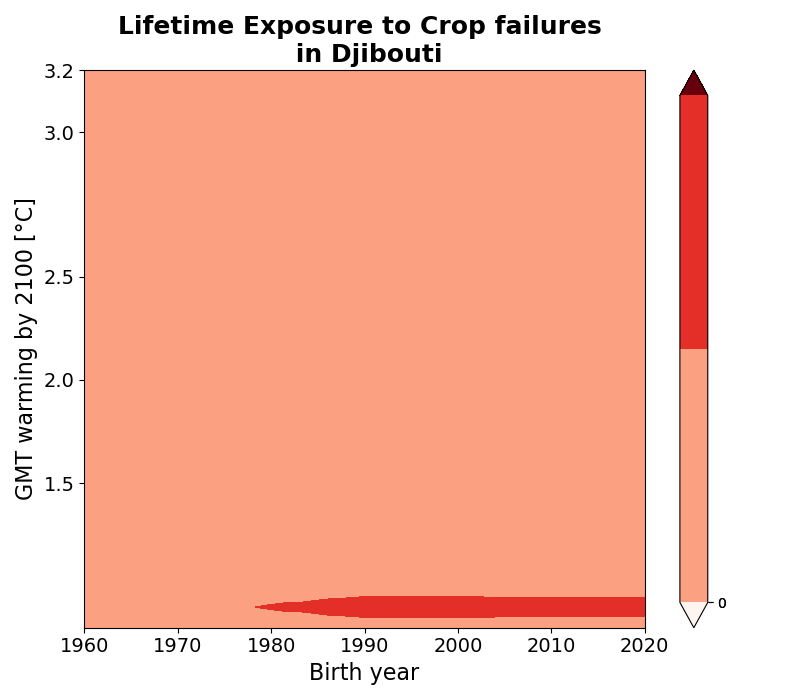 Lifetime Exposure to Crop failures
in Djibouti
GMT warming by 2100 [°C]
3.2
3.0
2.5
2.0
1.5
1960 1970 1980 1990 2000 2010 2020
Birth year
0